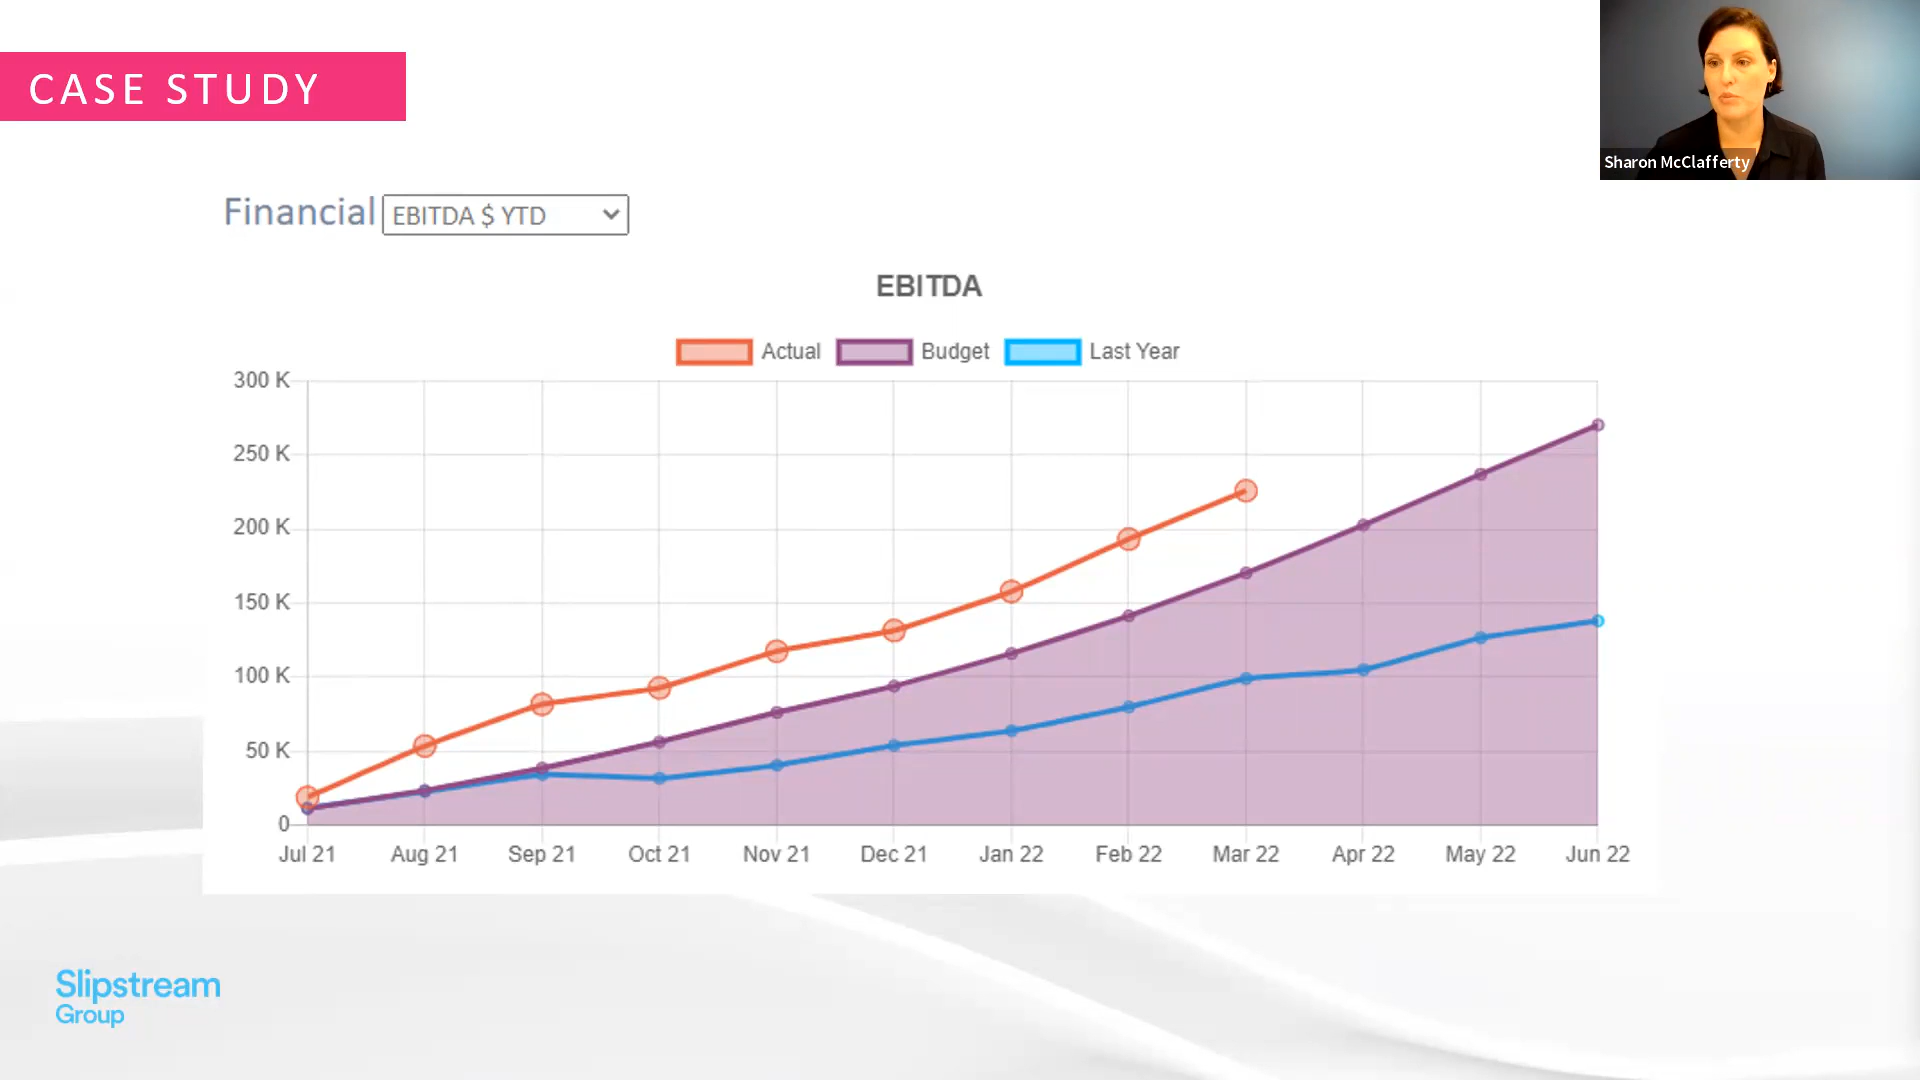 CASE STUDY
Sharon McClafferty
Financial EBITDA $ YTD
EBITDA
Actual Budget Last Year
300 K
250 K
200 K
150 K
100 K
50 K
0
Jul 21 Aug 21 Sep 21 Oct 21 Nov 21 Dec 21 Jan 22 Feb 22 Mar 22 Apr 22 May 22 Jun 22
Slipstream
Group